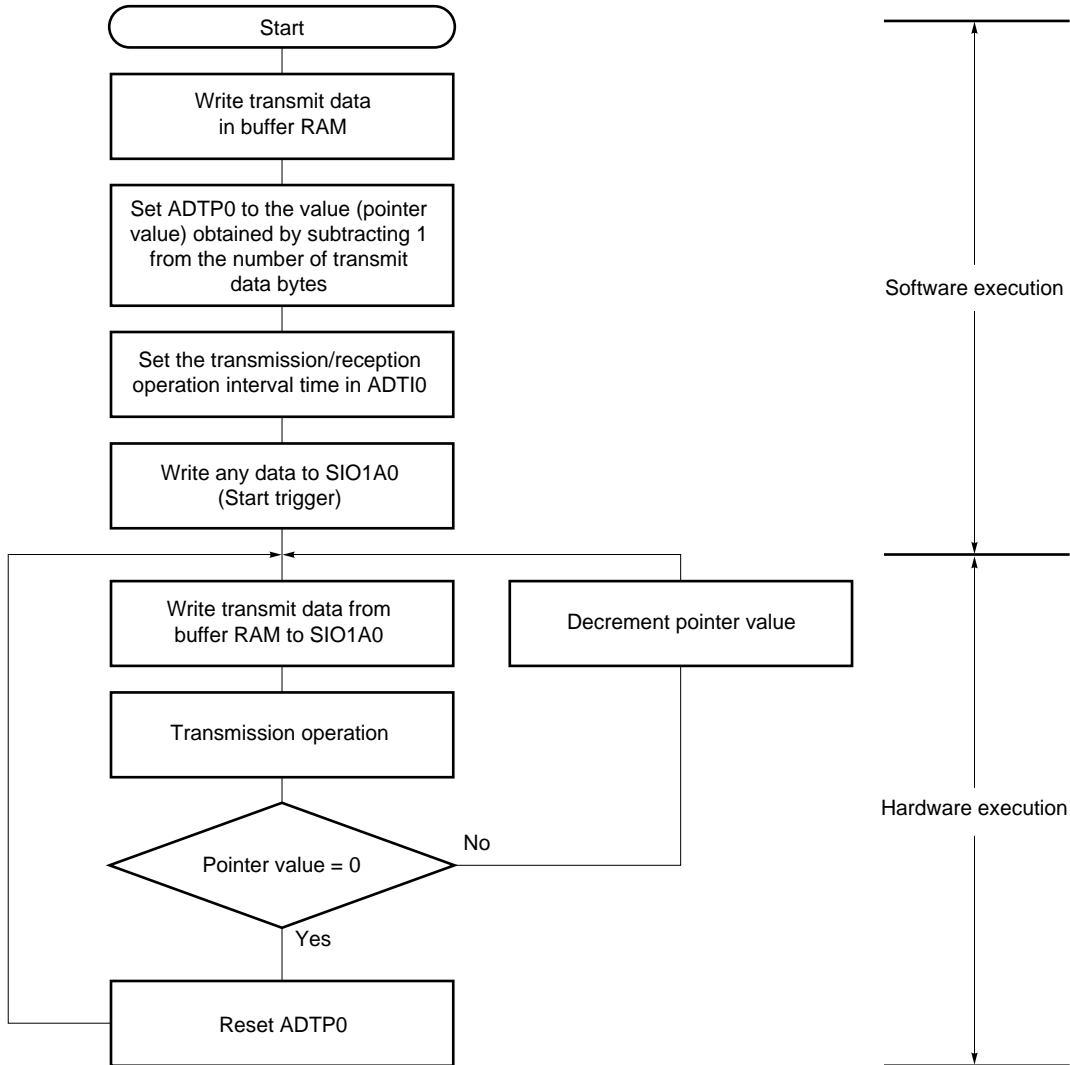 Start
Write transmit data
in buffer RAM
Set ADTP0 to the value (pointer
value) obtained by subtracting 1
from the number of transmit
data bytes
Software execution
Set the transmission/reception
operation interval time in ADTI0
Write any data to SIO1A0
(Start trigger)
Write transmit data from
buffer RAM to SIO1A0
Decrement pointer value
Transmission operation
Hardware execution
Pointer value = 0
No
Yes
Reset ADTP0